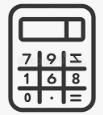 7 9
1 6 8
0 . =